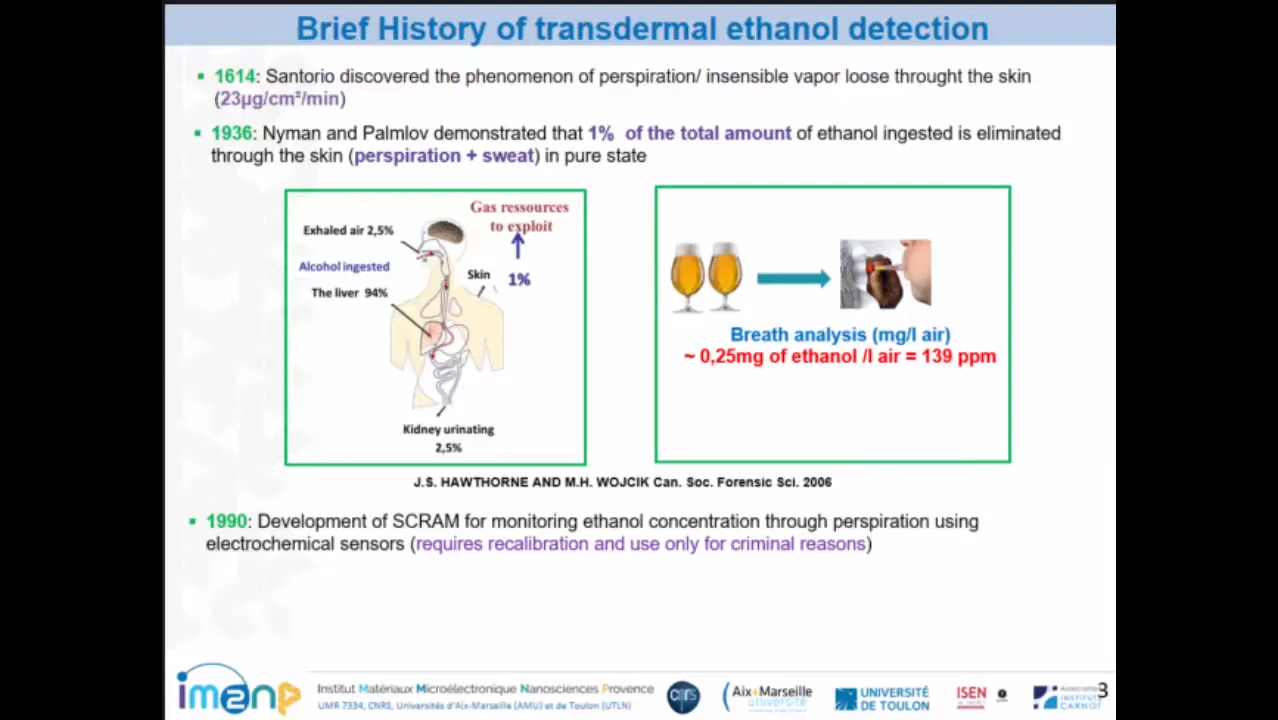 Brief History of transdermal ethanol detection
▪ 1614: Santorio discovered the phenomenon of perspiration/ insensible vapor loose throught the skin
(23µg/cm²/min)
▪ 1936: Nyman and Palmlov demonstrated that 1% of the total amount of ethanol ingested is eliminated
through the skin (perspiration + sweat) in pure state
Gas ressources
to exploit
Exhaled air 2,5%
Alcohol ingested
Skin
1%
The liver 94%
Kidney urinating
2,5%
Breath analysis (mg/l air)
~ 0,25mg of ethanol /l air = 139 ppm
J.S. HAWTHORNE AND M.H. WOJCIK Can. Soc. Forensic Sci. 2006
▪ 1990: Development of SCRAM for monitoring ethanol concentration through perspiration using
electrochemical sensors (requires recalibration and use only for criminal reasons)
im2np
Institut Matériaux Microélectronique Nanosciences Provence
UMR 7334, CNRS, Universités d'Aix-Marseille (AMU) et de Toulon (UTLN)
cnrs
Aix+Marseille
université
UNIVERSITÉ
DE TOULON
ISEN
INSTITUT
CARNOT
3